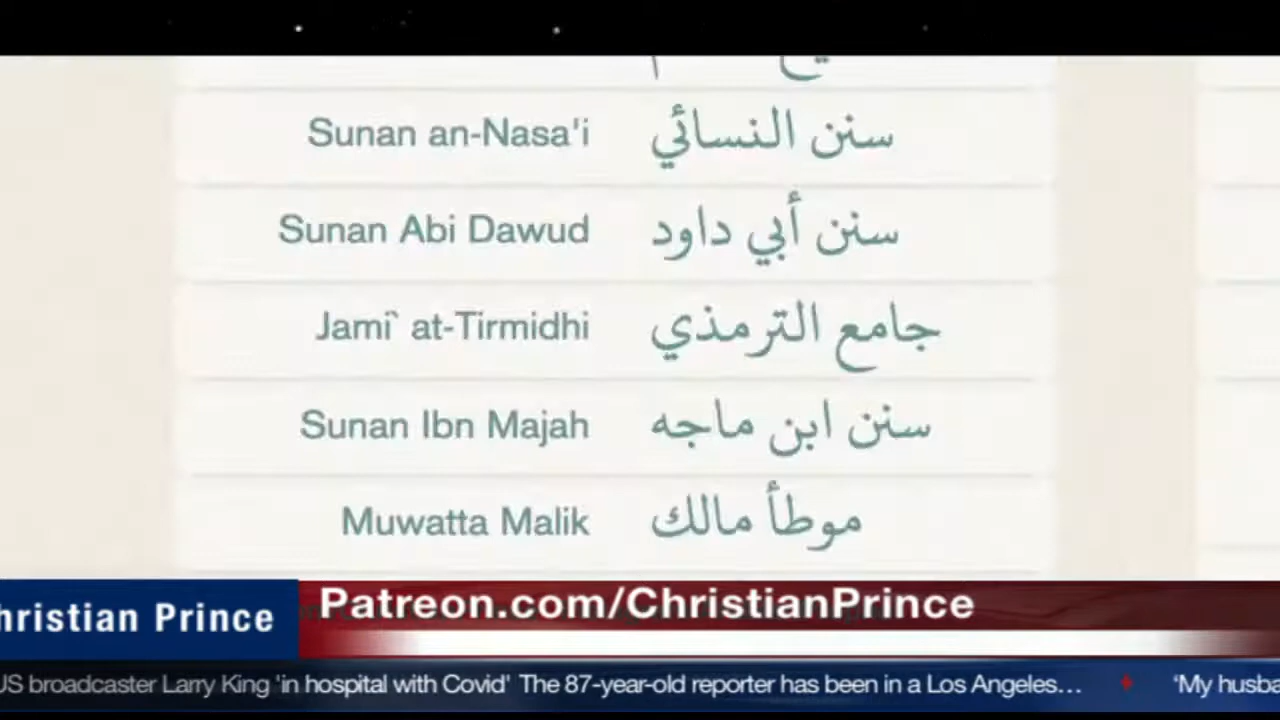 Sunan an-Nasa'i سنن النسائي
Sunan Abi Dawud سنن أبي داود
Jami` at-Tirmidhi جامع الترمذي
Sunan Ibn Majah سنن ابن ماجه
Muwatta Malik موطأ مالك
hristian Prince Patreon.com/ChristianPrince
US broadcaster Larry King 'in hospital with Covid' The 87-year-old reporter has been in a Los Angeles... ‘My husba